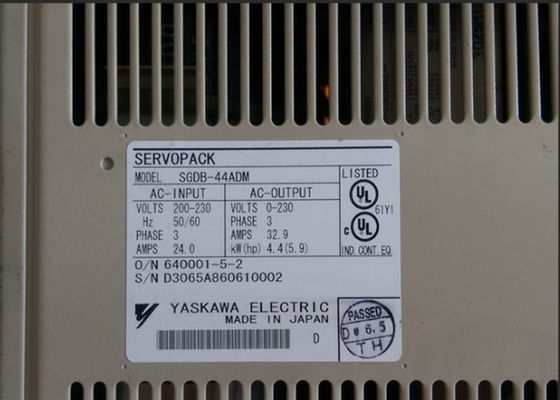 SERVOPACK
MODEL SGDB-44ADM
AC-INPUT AC-OUTPUT
VOLTS 200-230 VOLTS 0-230
Hz 50/60 PHASE 3
PHASE 3 AMPS 32.9
AMPS 24.0 kW(hp) 4.4(5.9)
LISTED
UL
61Y1
c UL
IND.CONT.EQ.
O/N 640001-5-2
S/N D3065A860610002
YASKAWA ELECTRIC
MADE IN JAPAN
D
PASSED
6.5
TH